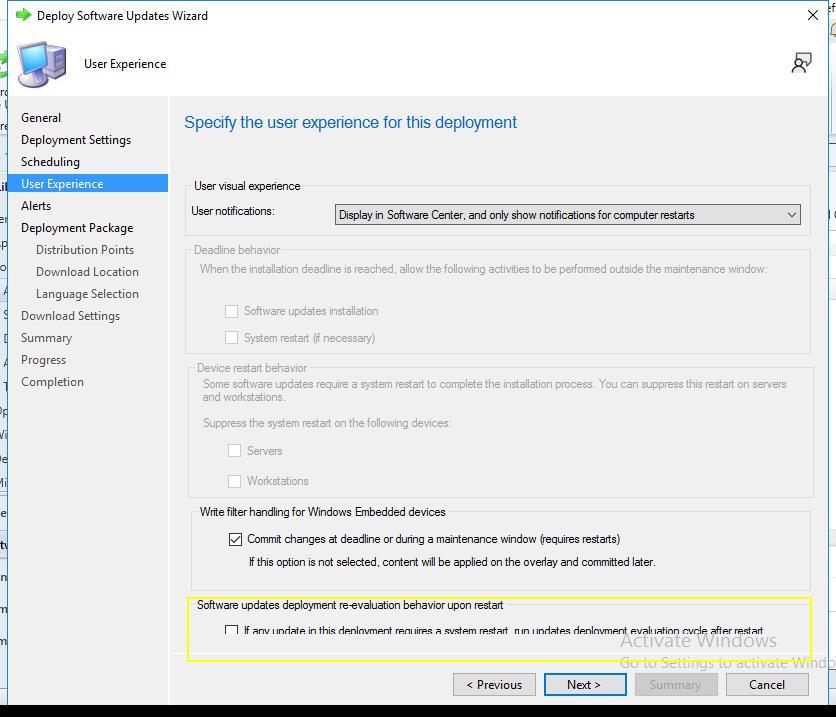 Deploy Software Updates Wizard
User Experience
General
Deployment Settings
Scheduling
User Experience
Alerts
Deployment Package
Distribution Points
Download Location
Language Selection
Download Settings
Summary
Progress
Completion
Specify the user experience for this deployment
User visual experience
User notifications:
Display in Software Center, and only show notifications for computer restarts
Deadline behavior
When the installation deadline is reached, allow the following activities to be performed outside the maintenance window:
Software updates installation
System restart (if necessary)
Device restart behavior
Some software updates require a system restart to complete the installation process. You can suppress this restart on servers
and workstations.
Suppress the system restart on the following devices:
Servers
Workstations
Write filter handling for Windows Embedded devices
Commit changes at deadline or during a maintenance window (requires restarts)
If this option is not selected, content will be applied on the overlay and committed later.
Software updates deployment re-evaluation behavior upon restart
If any update in this deployment requires a system restart, run updates deployment evaluation cycle after restart
Activate Windows
Go to Settings to activate Windo
< Previous
Next >
Summary
Cancel